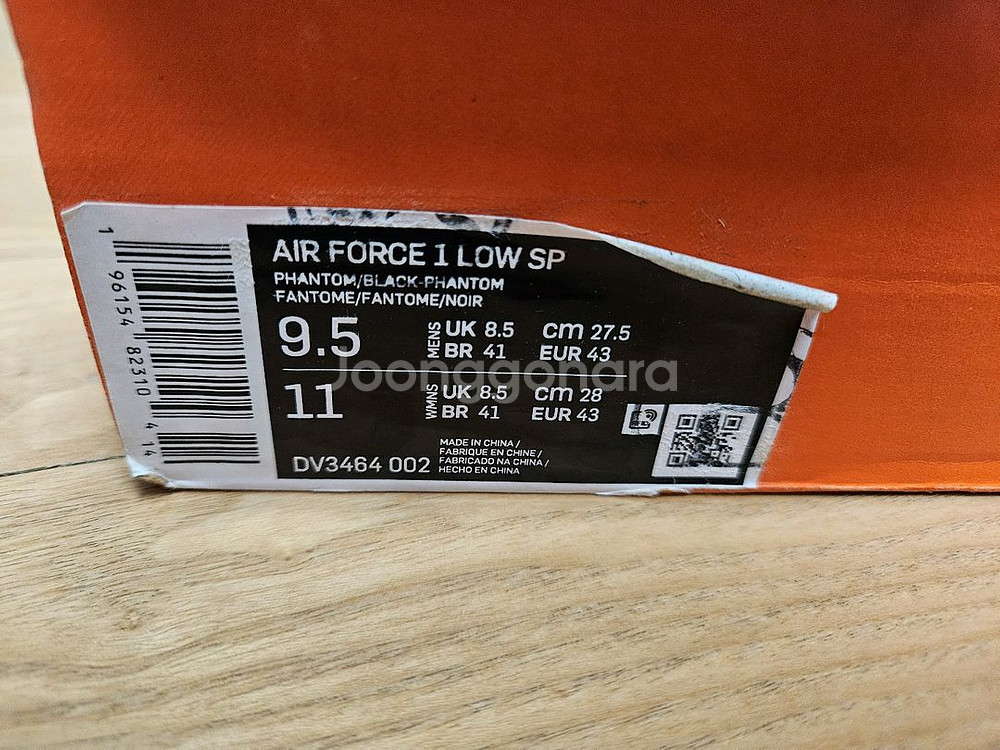 1 96154 82310 4 14
AIR FORCE 1 LOW SP
PHANTOM/BLACK-PHANTOM
FANTOME/FANTOME/NOIR
9.5 MENS UK 8.5 cm 27.5
BR 41 EUR 43
Joonggonara
11 WMNS UK 8.5 cm 28
BR 41 EUR 43
DV3464 002
MADE IN CHINA /
FABRIQUE EN CHINE /
FABRICADO NA CHINA /
HECHO EN CHINA